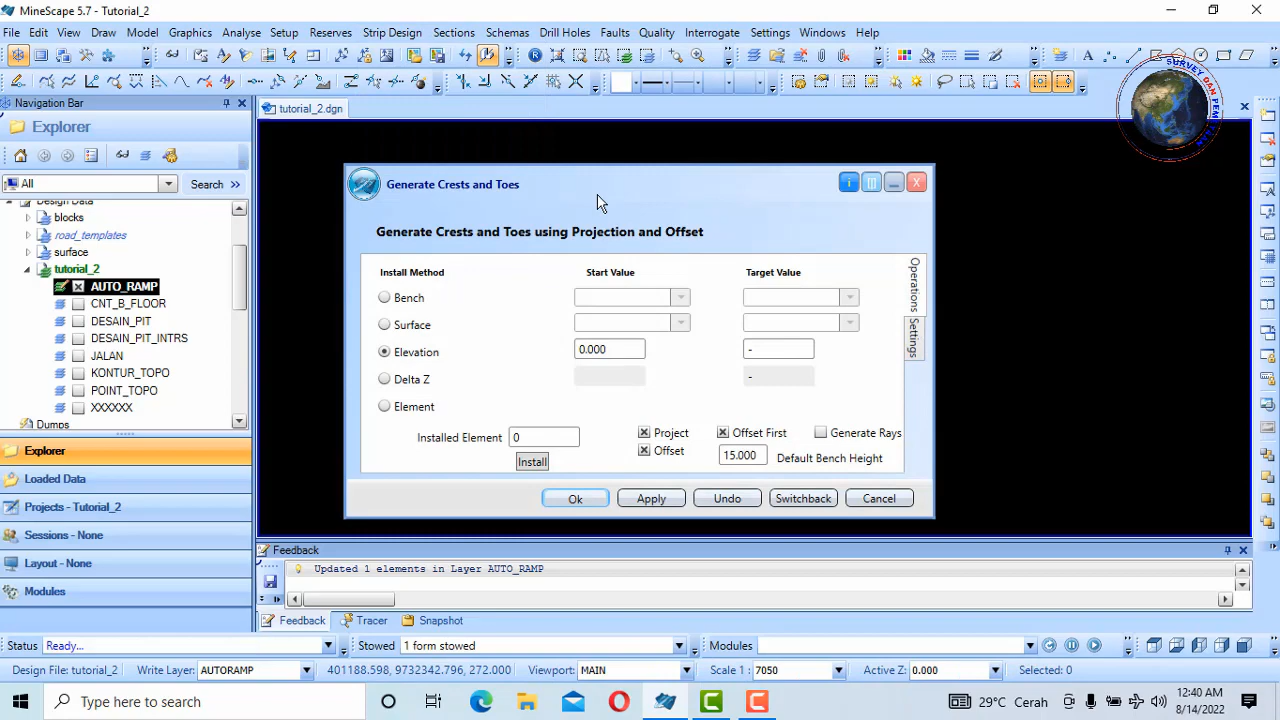 MineScape 5.7 - Tutorial_2
File Edit View Draw Model Graphics Analyse Setup Reserves Strip Design Sections Schemas Drill Holes Faults Quality Interrogate Settings Windows Help
Navigation Bar
tutorial_2.dgn
Explorer
All
Search »
Design Data
blocks
road_templates
surface
tutorial_2
AUTO_RAMP
CNT_B_FLOOR
DESAIN_PIT
DESAIN_PIT_INTRS
JALAN
KONTUR_TOPO
POINT_TOPO
XXXXXX
Dumps
Explorer
Loaded Data
Projects - Tutorial_2
Sessions - None
Layout - None
Modules
Generate Crests and Toes
Generate Crests and Toes using Projection and Offset
Install Method Start Value Target Value
Bench
Surface
Elevation 0.000 -
Delta Z -
Element
Installed Element 0
Install
Project Offset First Generate Rays
Offset 15.000 Default Bench Height
Operations
Settings
Ok Apply Undo Switchback Cancel
Feedback
Updated 1 elements in Layer AUTO_RAMP
Feedback Tracer Snapshot
Status Ready... Stowed 1 form stowed Modules
Design File: tutorial_2 Write Layer: AUTORAMP 401188.598, 9732342.796, 272.000 Viewport: MAIN Scale 1 : 7050 Active Z: 0.000 Selected: 0
Type here to search
29°C Cerah
12:40 AM
8/14/2022